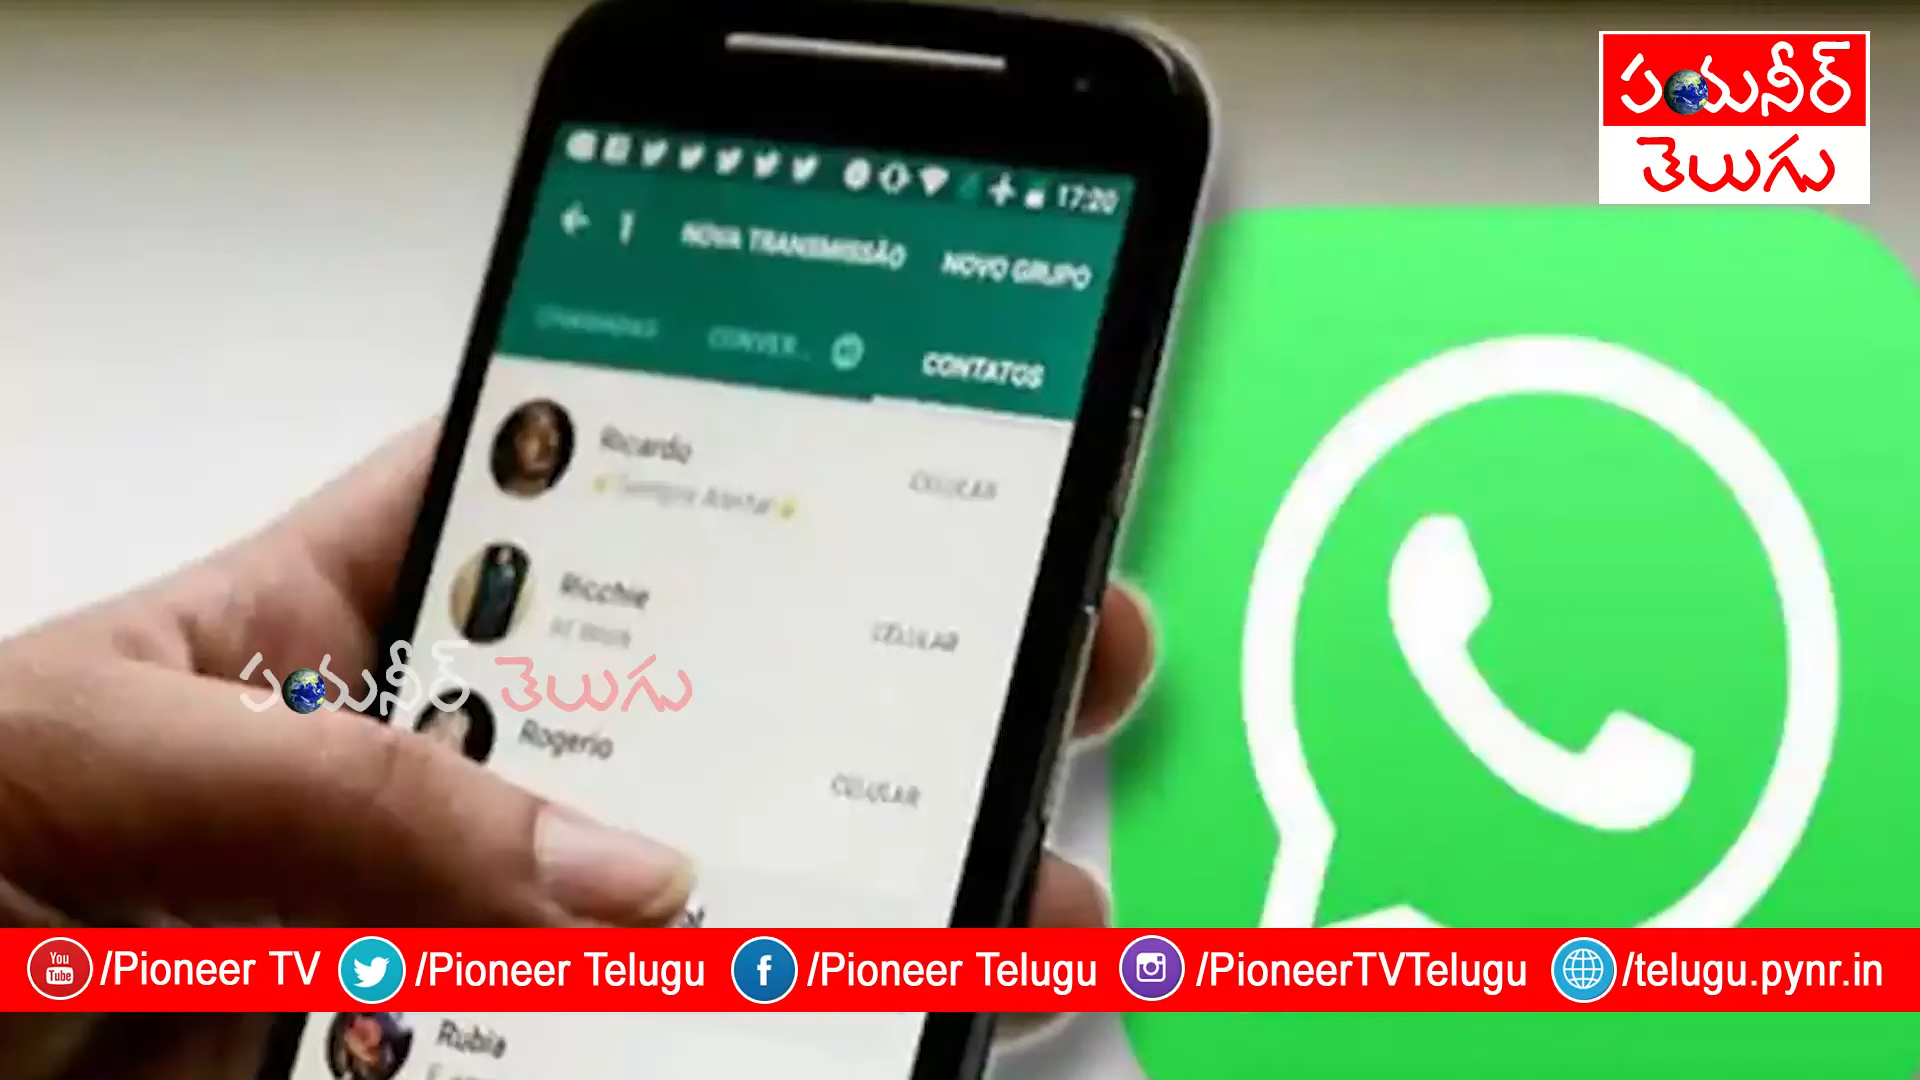 పయనీర్
తెలుగు
17:20
NOVA TRANSMISSÃO NOVO GRUPO
CONVER... CONTATOS
Ricardo
CELULAR
Ricchie
CELULAR
పయనీర్ తెలుగు
Rogerio
CELULAR
You Tube /Pioneer TV /Pioneer Telugu f /Pioneer Telugu /PioneerTVTelugu /telugu.pynr.in
Rubia